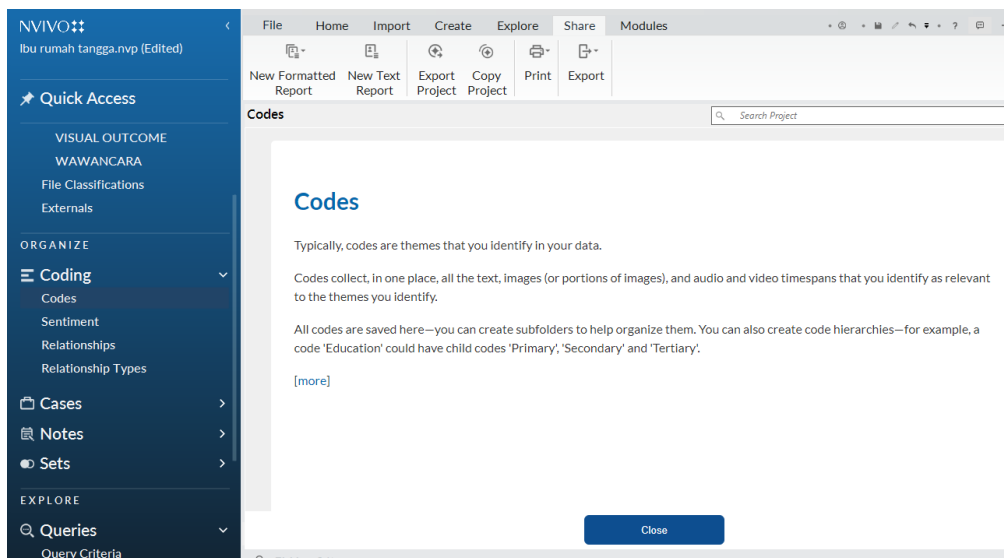 NVIVO
Ibu rumah tangga.nvp (Edited)
File Home Import Create Explore Share Modules
New Formatted Report
New Text Report
Export Project
Copy Project
Print
Export
Quick Access
VISUAL OUTCOME
WAWANCARA
File Classifications
Externals
ORGANIZE
Coding
Codes
Sentiment
Relationships
Relationship Types
Cases
Notes
Sets
EXPLORE
Queries
Query Criteria
Codes
Search Project
Codes
Typically, codes are themes that you identify in your data.
Codes collect, in one place, all the text, images (or portions of images), and audio and video timespans that you identify as relevant
to the themes you identify.
All codes are saved here—you can create subfolders to help organize them. You can also create code hierarchies—for example, a
code 'Education' could have child codes 'Primary', 'Secondary' and 'Tertiary'.
[more]
Close